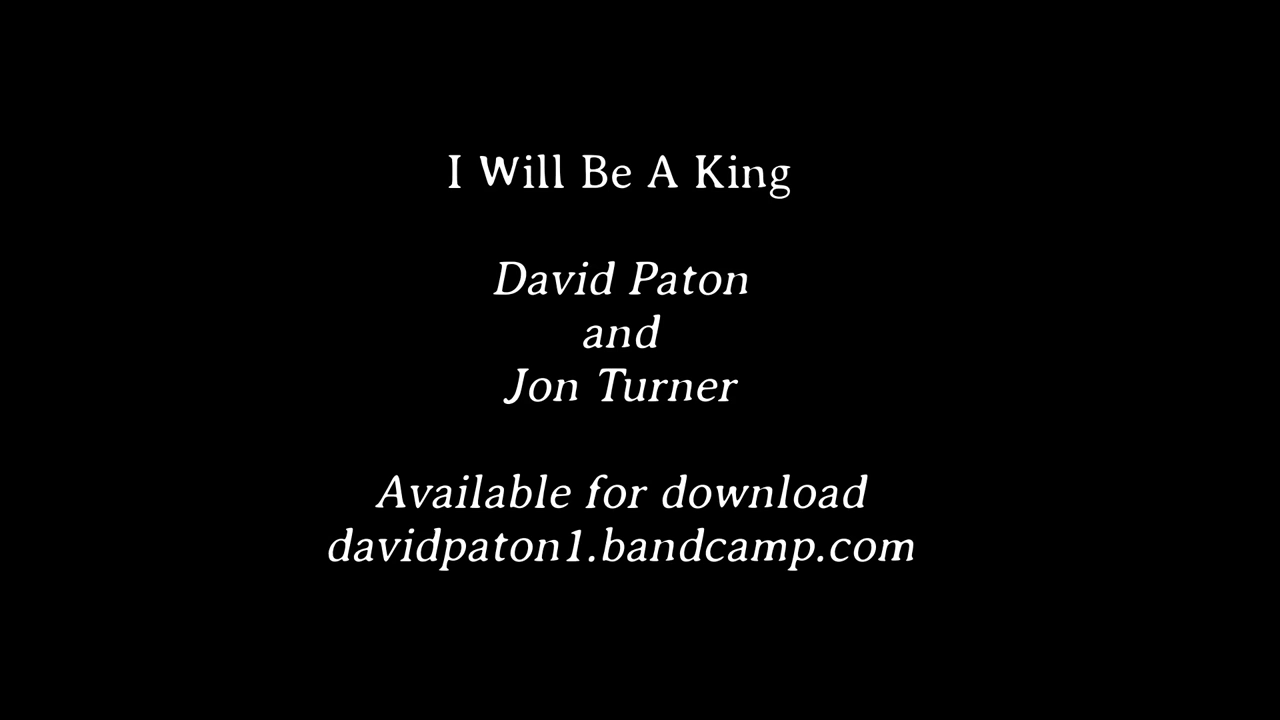 I Will Be A King
David Paton
and
Jon Turner
Available for download
davidpaton1.bandcamp.com